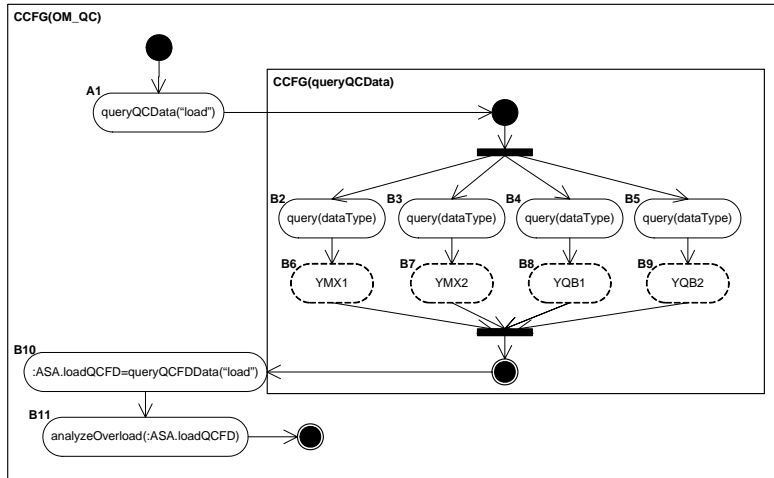 CCFG(OM_QC)
CCFG(queryQCData)
A1
queryQCData(“load”)
B2
B3
B4
B5
query(dataType)
query(dataType)
query(dataType)
query(dataType)
B6
B7
B8
B9
YMX1
YMX2
YQB1
YQB2
B10
:ASA.loadQCFD=queryQCFDData(“load”)
B11
analyzeOverload(:ASA.loadQCFD)